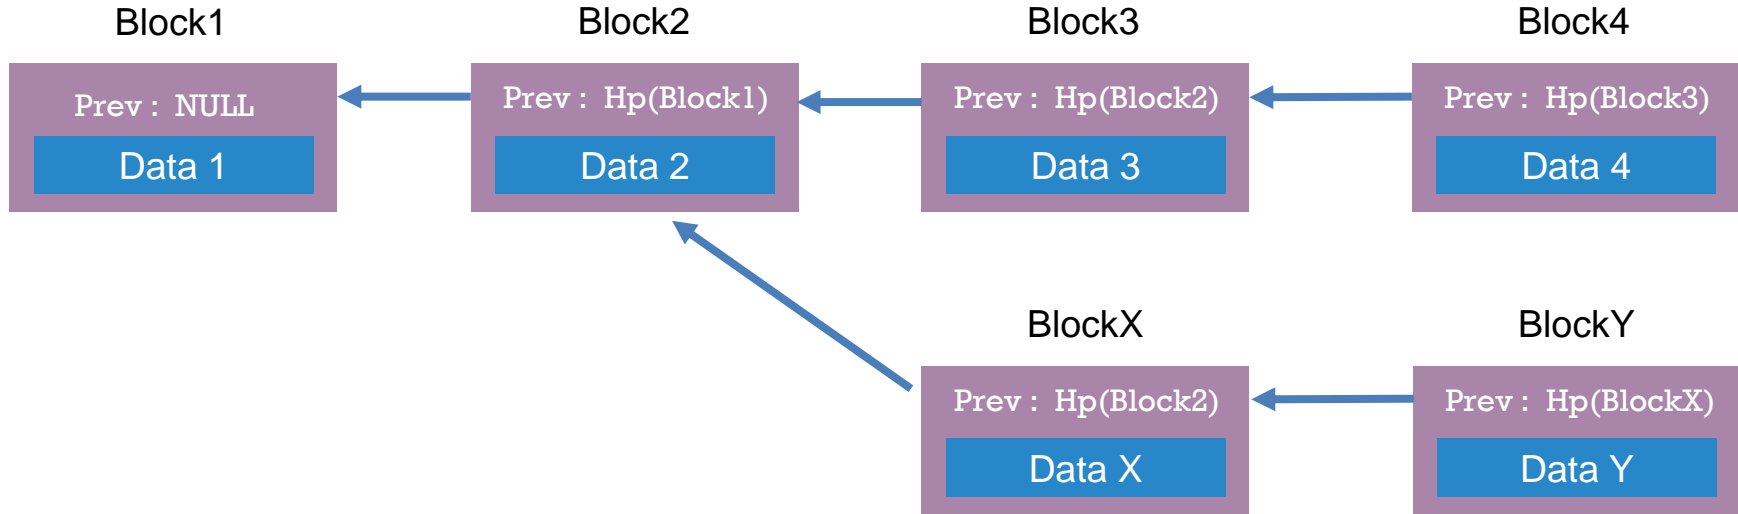 Block1
Block2
Block3
Block4
Prev : NULL
Prev : Hp(Block1)
Prev : Hp(Block2)
Prev : Hp(Block3)
Data 1
Data 2
Data 3
Data 4
BlockX
BlockY
Prev : Hp(Block2)
Prev : Hp(BlockX)
Data X
Data Y